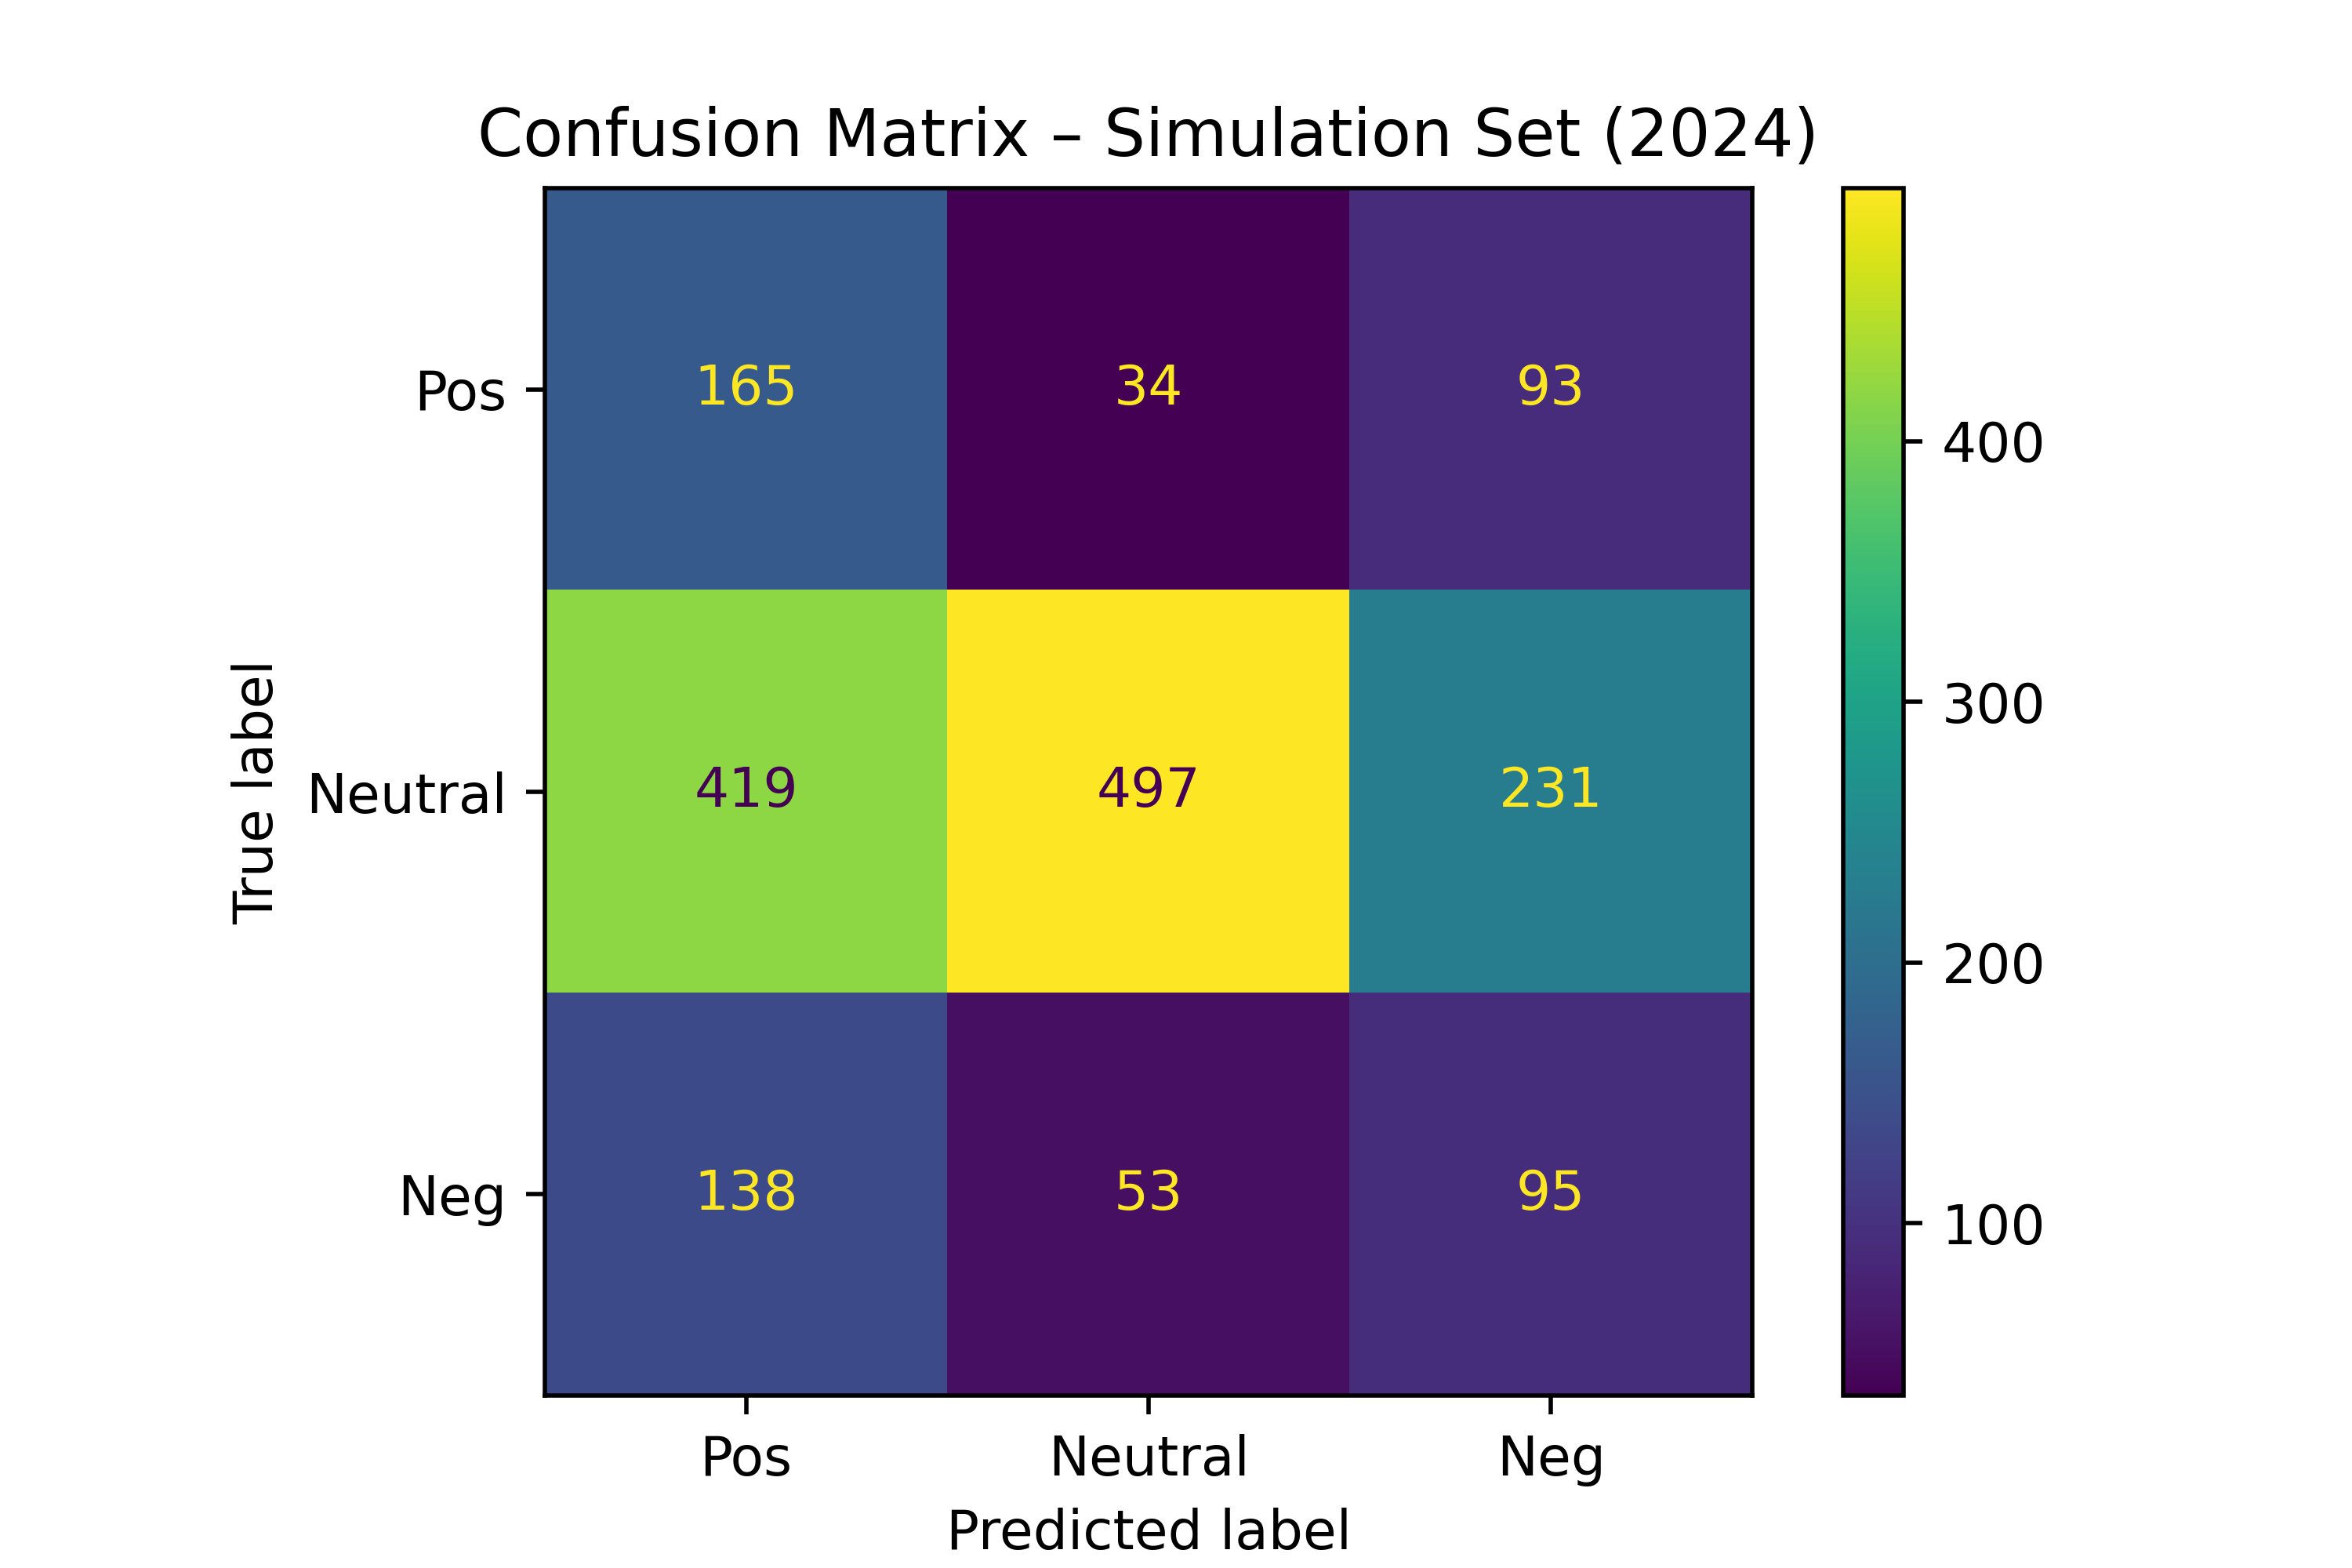 Confusion Matrix – Simulation Set (2024)
Pos 165 34 93
Neutral 419 497 231
Neg 138 53 95
Pos Neutral Neg
Predicted label
True label
400
300
200
100